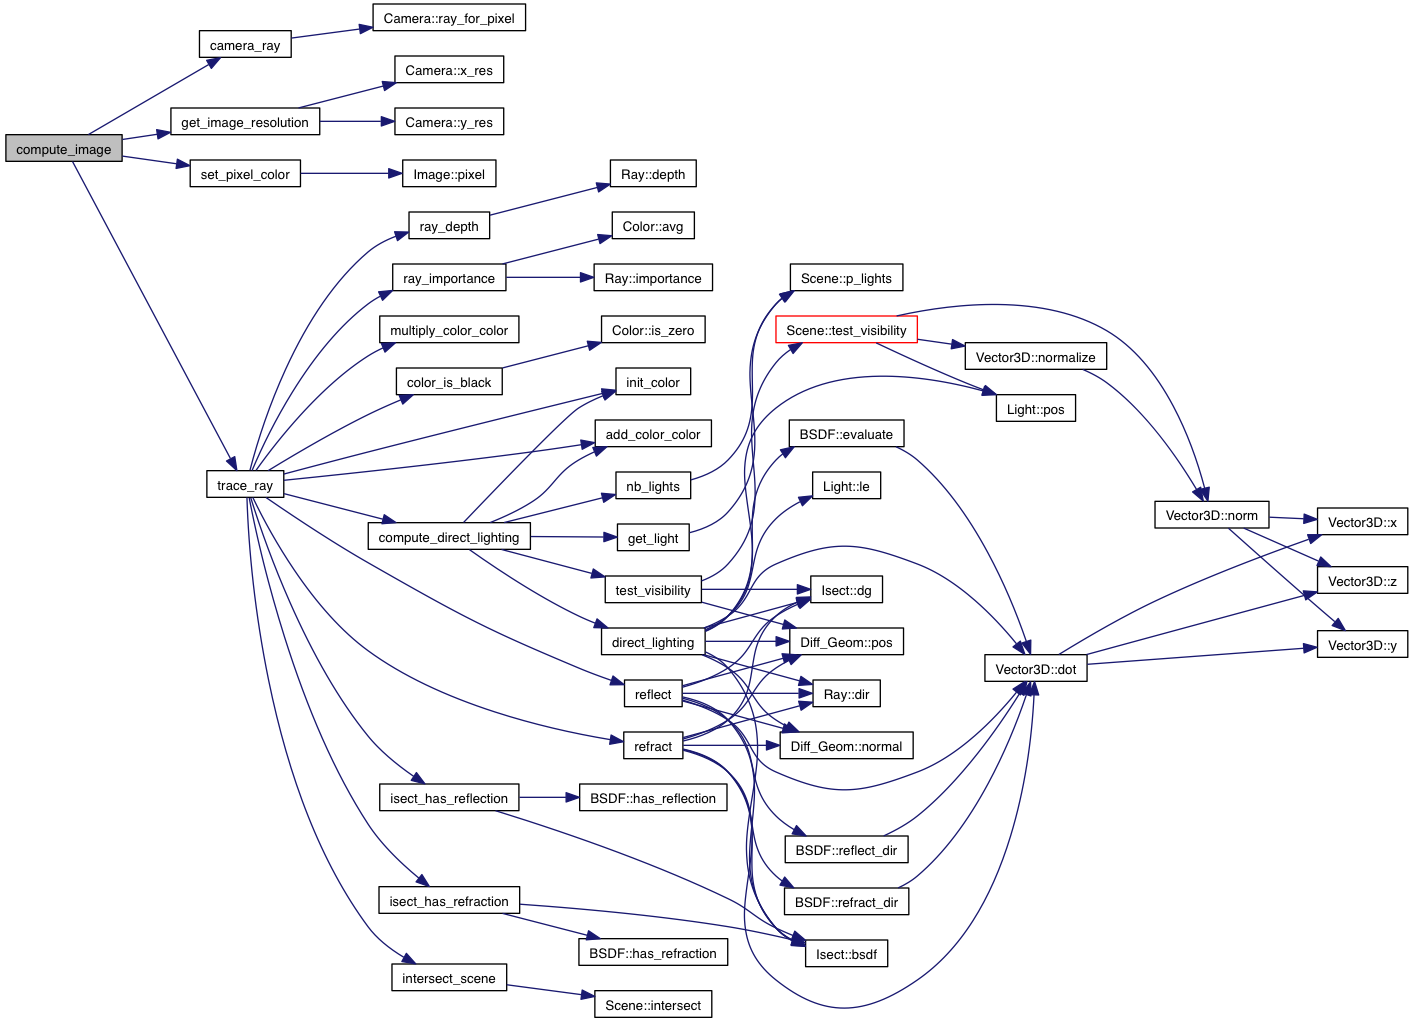 compute_image
camera_ray
Camera::ray_for_pixel
get_image_resolution
Camera::x_res
Camera::y_res
set_pixel_color
Image::pixel
trace_ray
ray_depth
Ray::depth
ray_importance
Color::avg
Ray::importance
multiply_color_color
color_is_black
Color::is_zero
init_color
add_color_color
compute_direct_lighting
nb_lights
get_light
test_visibility
direct_lighting
reflect
refract
isect_has_reflection
BSDF::has_reflection
isect_has_refraction
BSDF::has_refraction
intersect_scene
Scene::intersect
Scene::p_lights
Scene::test_visibility
Vector3D::normalize
Light::pos
BSDF::evaluate
Light::le
Isect::dg
Diff_Geom::pos
Ray::dir
Diff_Geom::normal
BSDF::reflect_dir
BSDF::refract_dir
Isect::bsdf
Vector3D::dot
Vector3D::norm
Vector3D::x
Vector3D::z
Vector3D::y